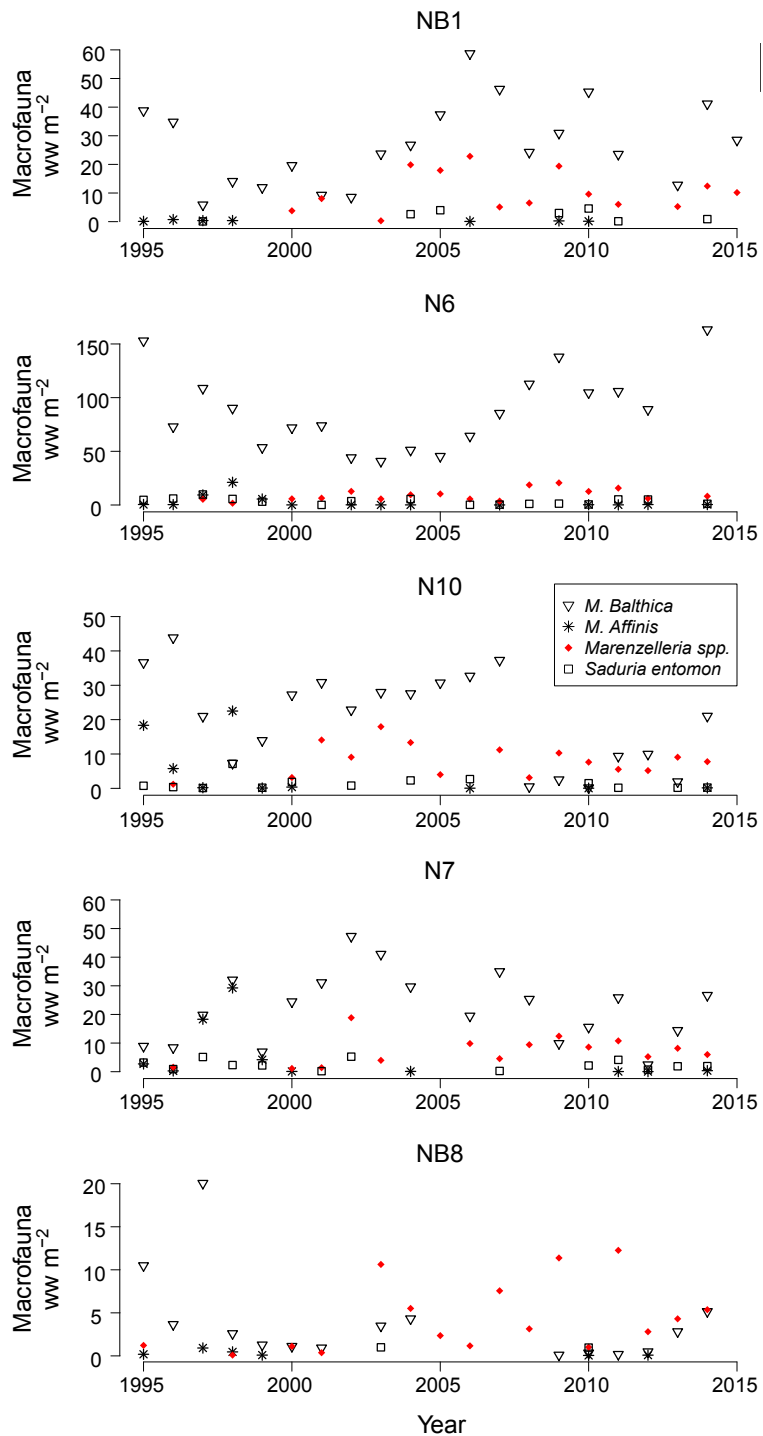 NB1
Macrofauna
ww m⁻²
60
50
40
30
20
10
0
1995 2000 2005 2010 2015
N6
Macrofauna
ww m⁻²
150
100
50
0
1995 2000 2005 2010 2015
N10
Macrofauna
ww m⁻²
50
40
30
20
10
0
M. Balthica
M. Affinis
Marenzelleria spp.
Saduria entomon
1995 2000 2005 2010 2015
N7
Macrofauna
ww m⁻²
60
50
40
30
20
10
0
1995 2000 2005 2010 2015
NB8
Macrofauna
ww m⁻²
20
15
10
5
0
1995 2000 2005 2010 2015
Year